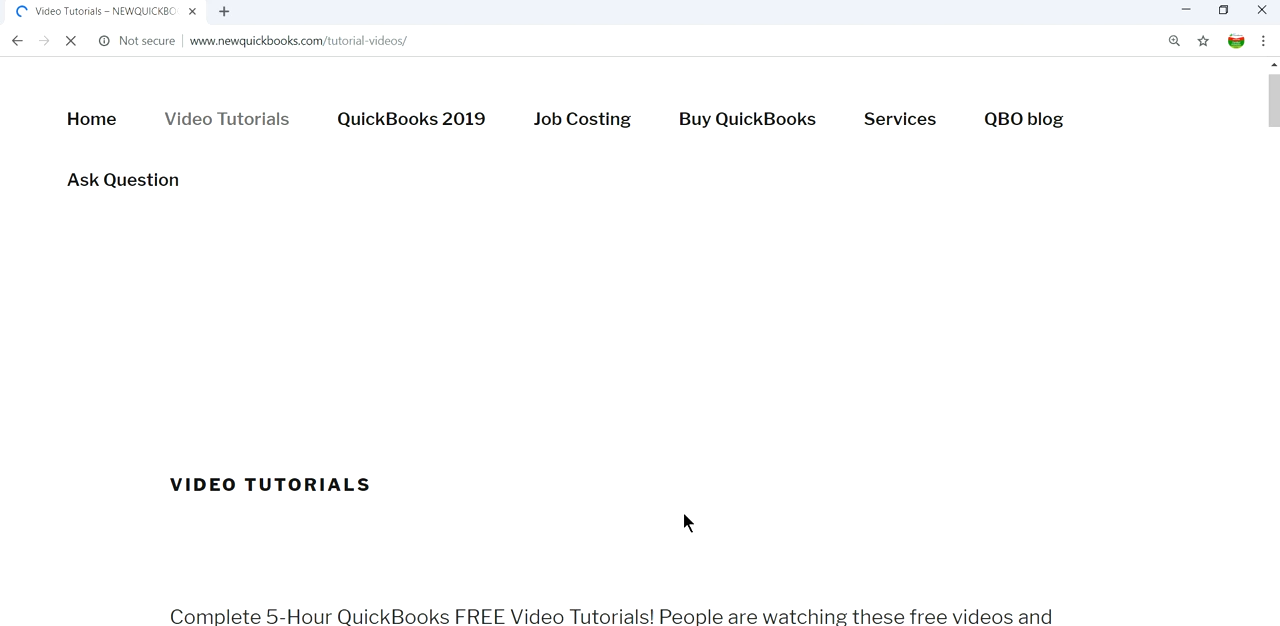 Video Tutorials – NEWQUICKBO
Not secure | www.newquickbooks.com/tutorial-videos/
Home Video Tutorials QuickBooks 2019 Job Costing Buy QuickBooks Services QBO blog
Ask Question
VIDEO TUTORIALS
Complete 5-Hour QuickBooks FREE Video Tutorials! People are watching these free videos and